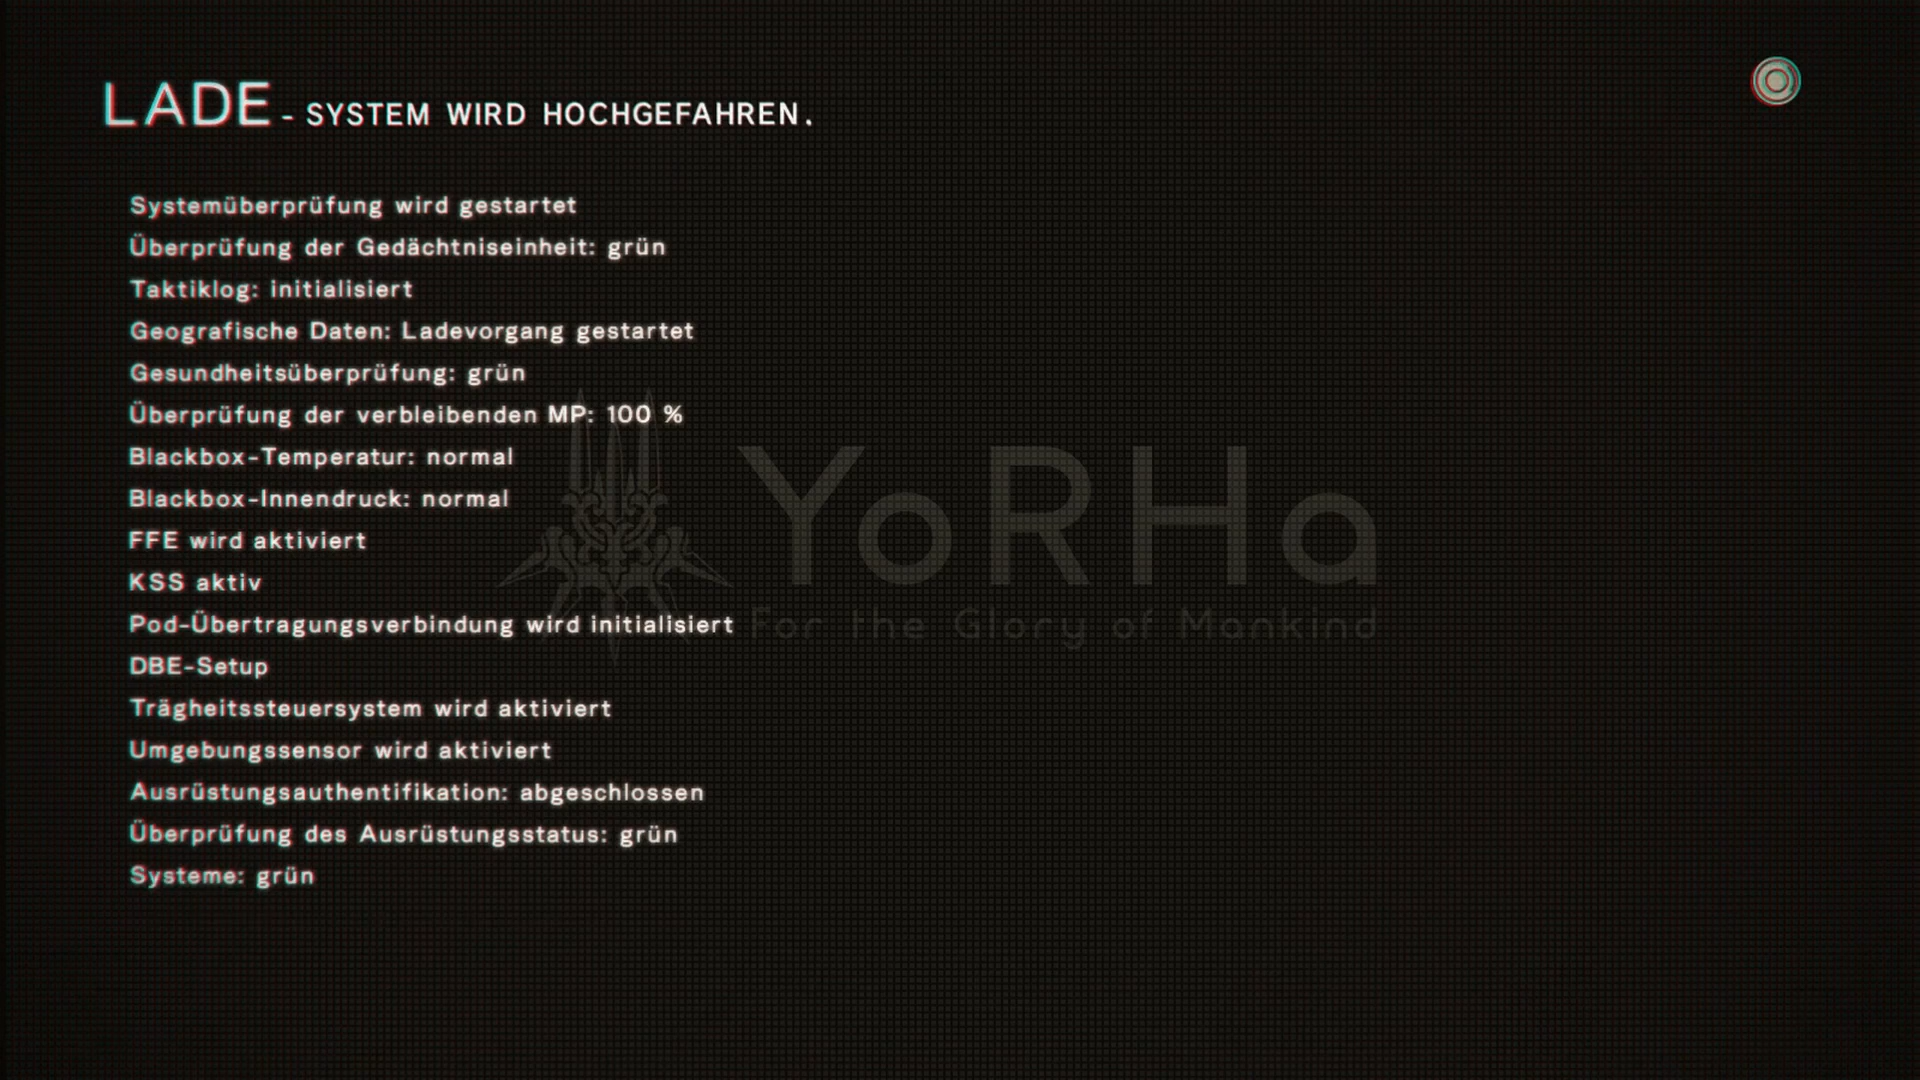 LADE - SYSTEM WIRD HOCHGEFAHREN.
Systemüberprüfung wird gestartet
Überprüfung der Gedächtniseinheit: grün
Taktiklog: initialisiert
Geografische Daten: Ladevorgang gestartet
Gesundheitsüberprüfung: grün
Überprüfung der verbleibenden MP: 100 %
Blackbox-Temperatur: normal
Blackbox-Innendruck: normal
FFE wird aktiviert
KSS aktiv
Pod-Übertragungsverbindung wird initialisiert
DBE-Setup
Trägheitssteuersystem wird aktiviert
Umgebungssensor wird aktiviert
Ausrüstungsauthentifikation: abgeschlossen
Überprüfung des Ausrüstungsstatus: grün
Systeme: grün
YoRHa
For the Glory of Mankind